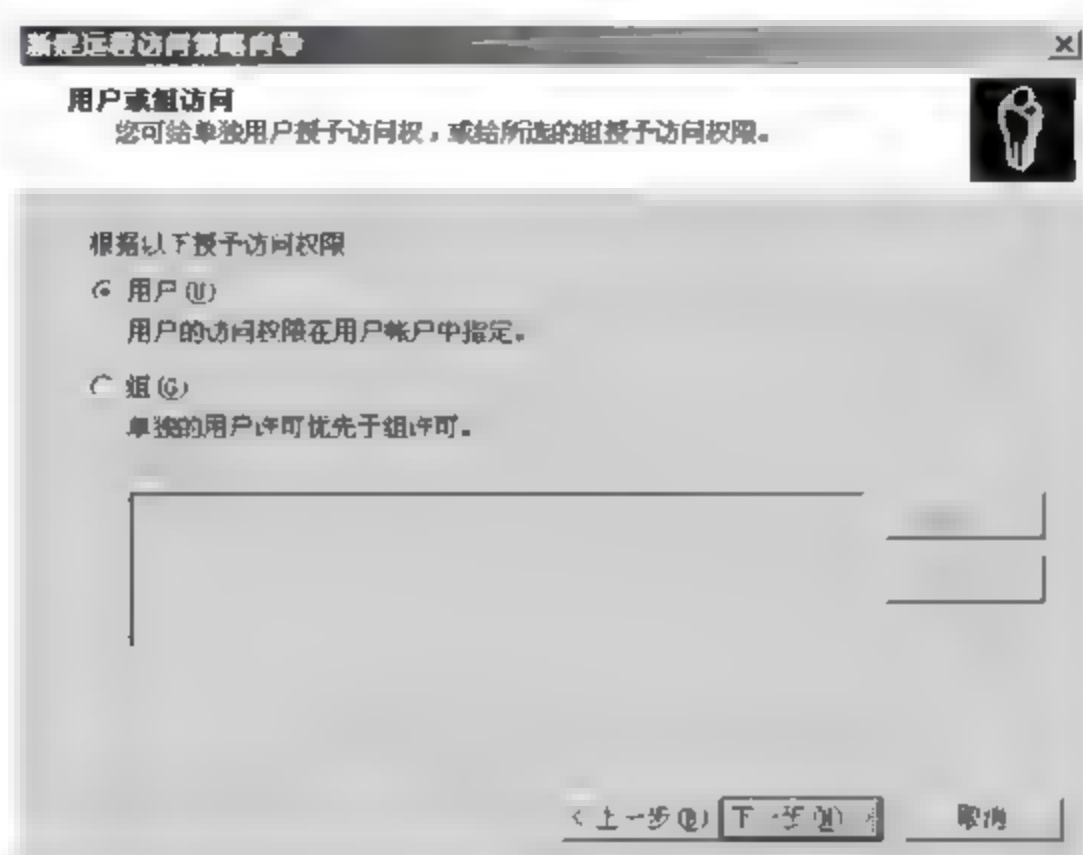 新建远程访问策略向导
用户或组访问
您可给单独用户授予访问权，或给所选的组授予访问权限。
根据以下授予访问权限
用户(U)
用户的访问权限在用户帐户中指定。
组(G)
单独的用户许可优先于组许可。
< 上一步(B) 下一步(N) > 取消